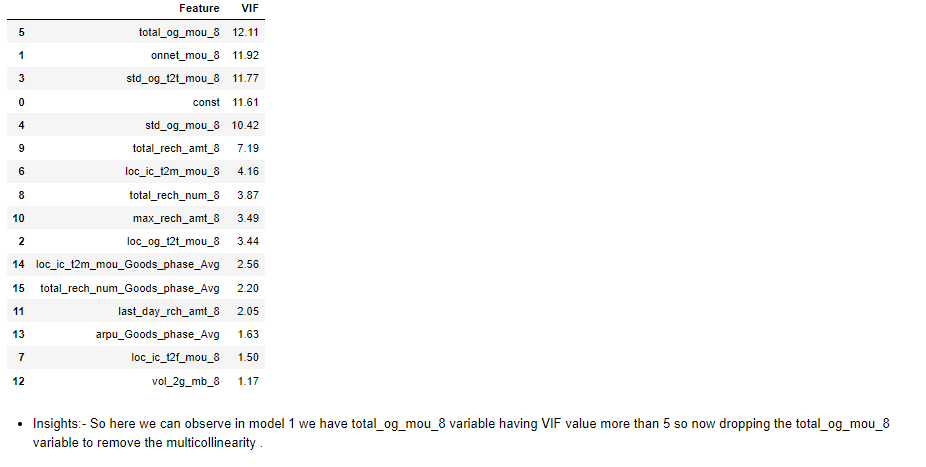 Feature VIF
5 total_og_mou_8 12.11
1 onnet_mou_8 11.92
3 std_og_t2t_mou_8 11.77
0 const 11.61
4 std_og_mou_8 10.42
9 total_rech_amt_8 7.19
6 loc_ic_t2m_mou_8 4.16
8 total_rech_num_8 3.87
10 max_rech_amt_8 3.49
2 loc_og_t2t_mou_8 3.44
14 loc_ic_t2m_mou_Goods_phase_Avg 2.56
15 total_rech_num_Goods_phase_Avg 2.20
11 last_day_rch_amt_8 2.05
13 arpu_Goods_phase_Avg 1.63
7 loc_ic_t2f_mou_8 1.50
12 vol_2g_mb_8 1.17
• Insights:- So here we can observe in model 1 we have total_og_mou_8 variable having VIF value more than 5 so now dropping the total_og_mou_8
variable to remove the multicollinearity .